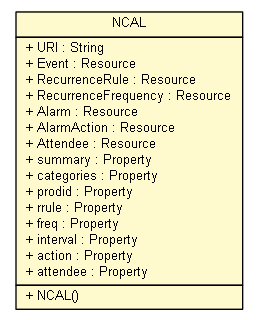 NCAL
+ URI : String
+ Event : Resource
+ RecurrenceRule : Resource
+ RecurrenceFrequency : Resource
+ Alarm : Resource
+ AlarmAction : Resource
+ Attendee : Resource
+ summary : Property
+ categories : Property
+ prodid : Property
+ rrule : Property
+ freq : Property
+ interval : Property
+ action : Property
+ attendee : Property
+ NCAL()